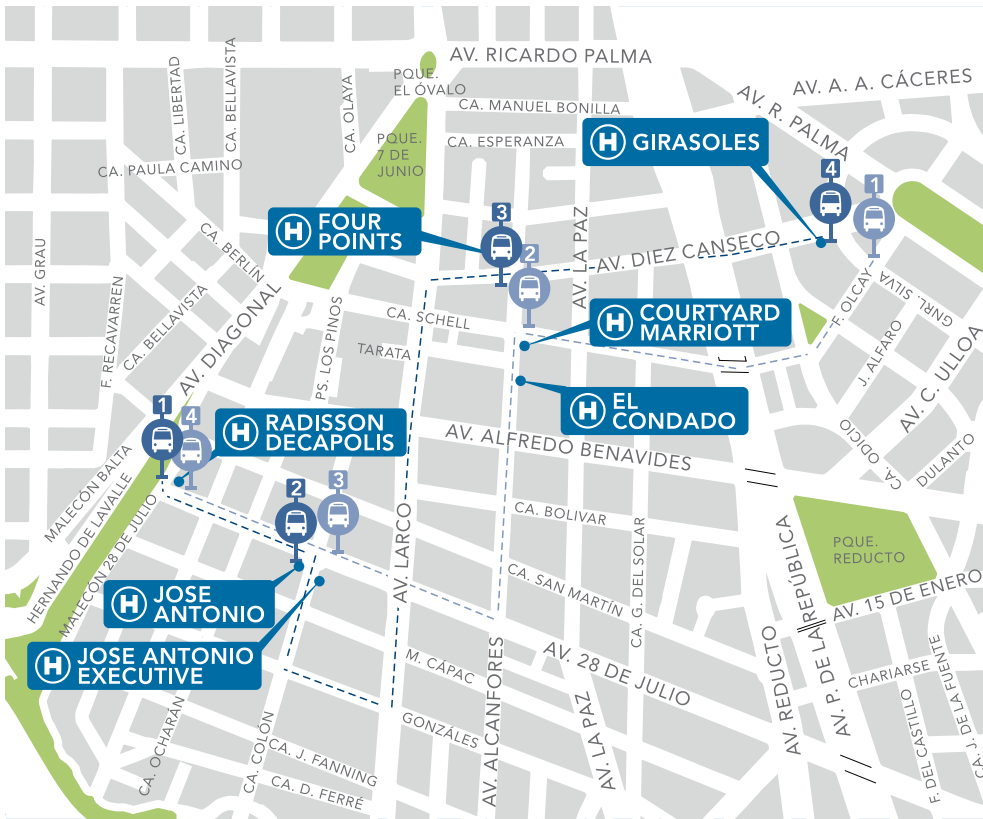 AV. RICARDO PALMA
PQUE.
EL ÓVALO
AV. A. A. CÁCERES
AV. R. PALMA
CA. MANUEL BONILLA
CA. ESPERANZA
CA. LIBERTAD
CA. BELLAVISTA
CA. OLAYA
CA. PAULA CAMINO
PQUE.
7 DE
JUNIO
H GIRASOLES
4
1
3
2
H FOUR
POINTS
AV. LA PAZ
AV. DIEZ CANSECO
CA. BERLIN
AV. GRAU
F. RECAVARREN
CA. BELLAVISTA
AV. DIAGONAL
PS. LOS PINOS
CA. SCHELL
TARATA
H COURTYARD
MARRIOTT
F. OLCAY
GNRL. SILVA
J. ALFARO
AV. C. ULLOA
CA. ODICIO
DULANTO
H EL
CONDADO
1
4
H RADISSON
DECAPOLIS
AV. ALFREDO BENAVIDES
MALECÓN BALTA
HERNANDO DE LAVALLE
MALECÓN 28 DE JULIO
2
3
AV. LARCO
CA. BOLIVAR
CA. G. DEL SOLAR
CA. SAN MARTÍN
PQUE.
REDUCTO
AV. P. DE LA REPÚBLICA
AV. 15 DE ENERO
H JOSE
ANTONIO
H JOSE ANTONIO
EXECUTIVE
M. CÁPAC
AV. 28 DE JULIO
AV. REDUCTO
CHARIARSE
F. DEL CASTILLO
CA. J. DE LA FUENTE
GONZÁLES
AV. ALCANFORES
AV. LA PAZ
CA. OCHARÁN
CA. COLÓN
CA. J. FANNING
CA. D. FERRÉ